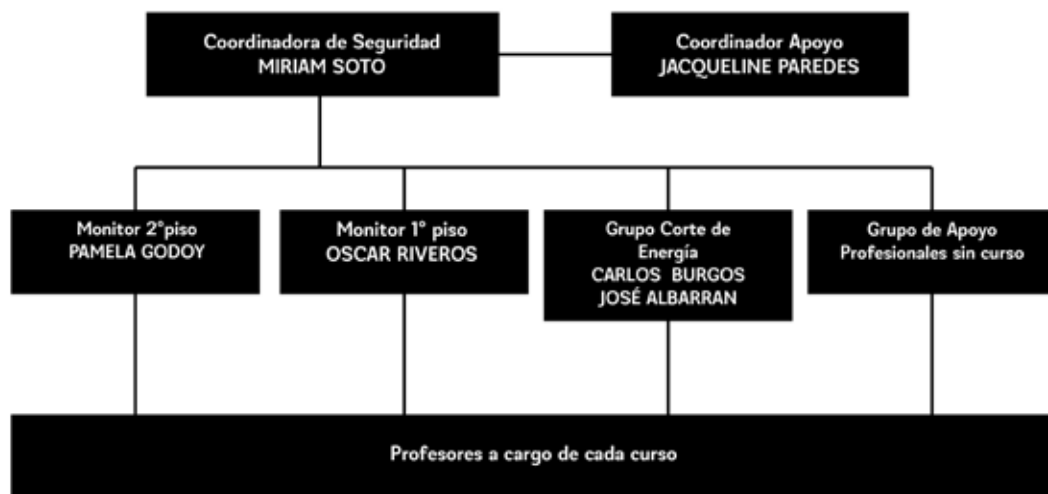 Coordinadora de Seguridad
MIRIAM SOTO
Coordinador Apoyo
JACQUELINE PAREDES
Monitor 2°piso
PAMELA GODOY
Monitor 1° piso
OSCAR RIVEROS
Grupo Corte de
Energía
CARLOS BURGOS
JOSÉ ALBARRAN
Grupo de Apoyo
Profesionales sin curso
Profesores a cargo de cada curso